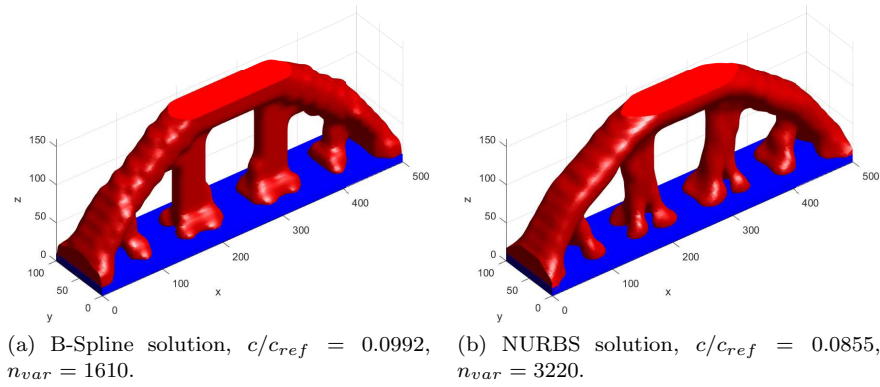 150
100
z
50
0
100
50
y
0
0
100
200
x
300
400
500
150
100
z
50
0
100
50
y
0
0
100
200
x
300
400
500
(a) B-Spline solution, c/c_ref = 0.0992,
n_var = 1610.
(b) NURBS solution, c/c_ref = 0.0855,
n_var = 3220.